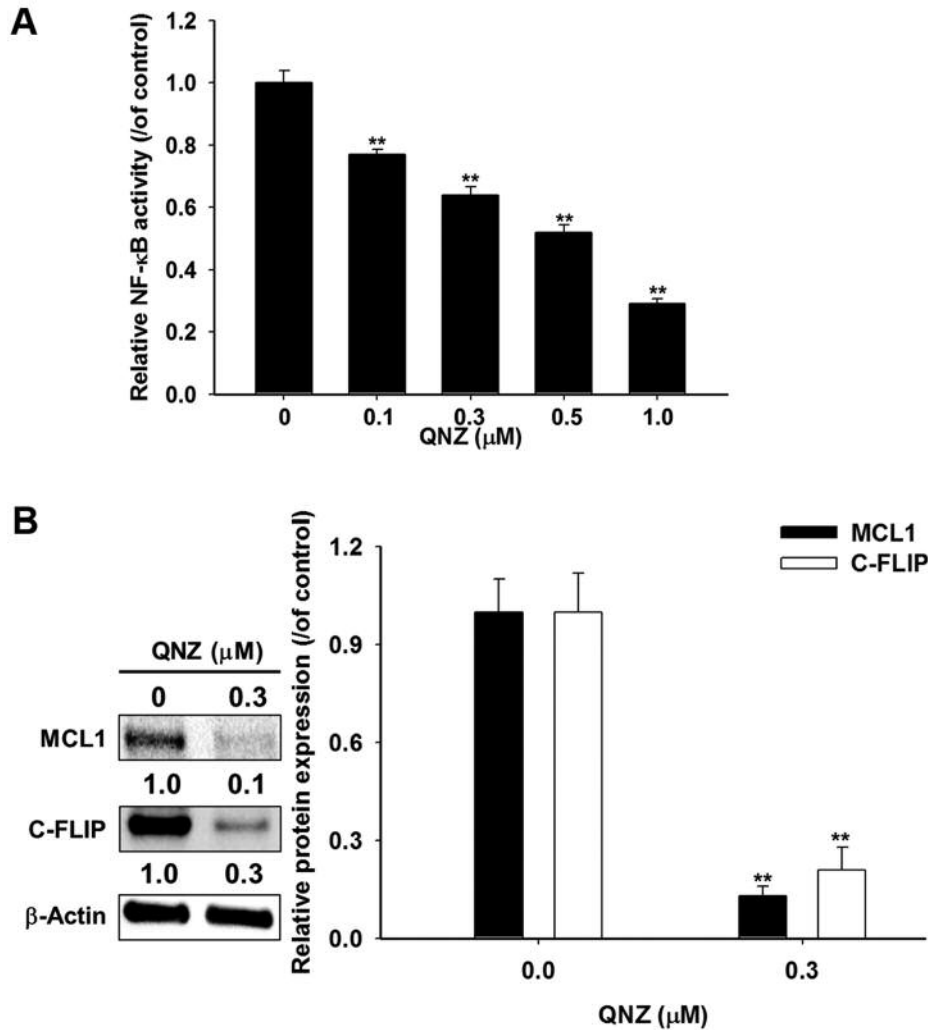 A
Relative NF-κB activity (/of control)
1.2
1.0
0.8
0.6
0.4
0.2
0.0
**
**
**
**
0 0.1 0.3 0.5 1.0
QNZ (μM)
B
QNZ (μM)
0 0.3
MCL1
1.0 0.1
C-FLIP
1.0 0.3
β-Actin
Relative protein expression (/of control)
1.2
0.9
0.6
0.3
0.0
MCL1
C-FLIP
**
**
0.0 0.3
QNZ (μM)